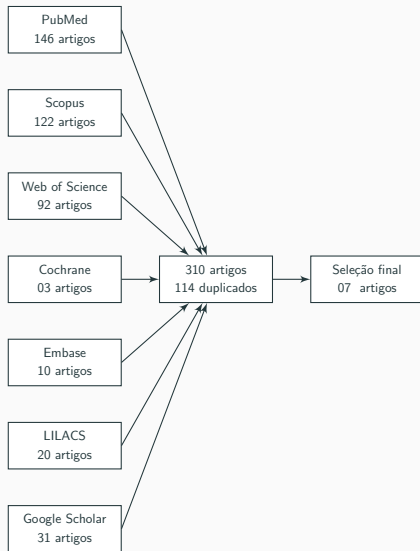 PubMed
146 artigos
Scopus
122 artigos
Web of Science
92 artigos
Cochrane
03 artigos
310 artigos
114 duplicados
Seleção final
07 artigos
Embase
10 artigos
LILACS
20 artigos
Google Scholar
31 artigos